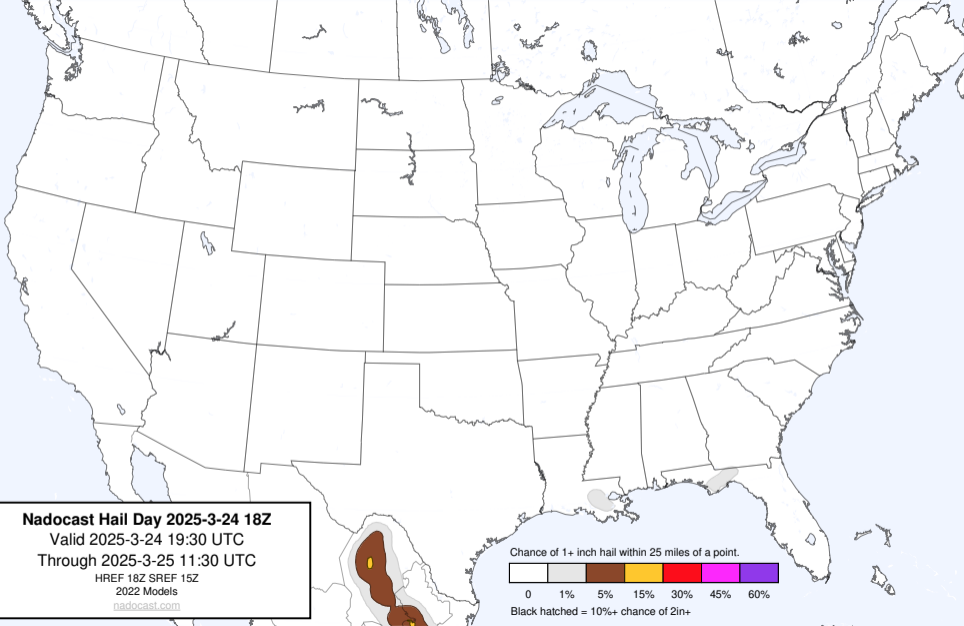 Nadocast Hail Day 2025-3-24 18Z
Valid 2025-3-24 19:30 UTC
Through 2025-3-25 11:30 UTC
HREF 18Z SREF 15Z
2022 Models
nadocast.com
Chance of 1+ inch hail within 25 miles of a point.
0 1% 5% 15% 30% 45% 60%
Black hatched = 10%+ chance of 2in+